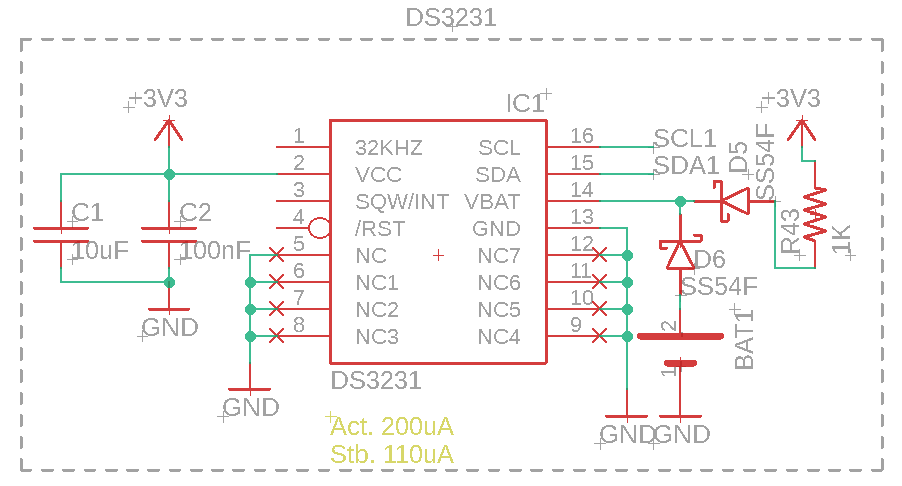 DS3231
+3V3
IC1
+3V3
1
32KHZ
SCL
16
SCL1
2
VCC
SDA
15
SDA1
D5
SS54F
3
SQW/INT
VBAT
14
4
/RST
GND
13
C1
10uF
C2
100nF
R43
1K
5
NC
NC7
12
D6
SS54F
6
NC1
NC6
11
7
NC2
NC5
10
8
NC3
NC4
9
2
BAT1
1
GND
DS3231
GND
Act. 200uA
Stb. 110uA
GND
GND